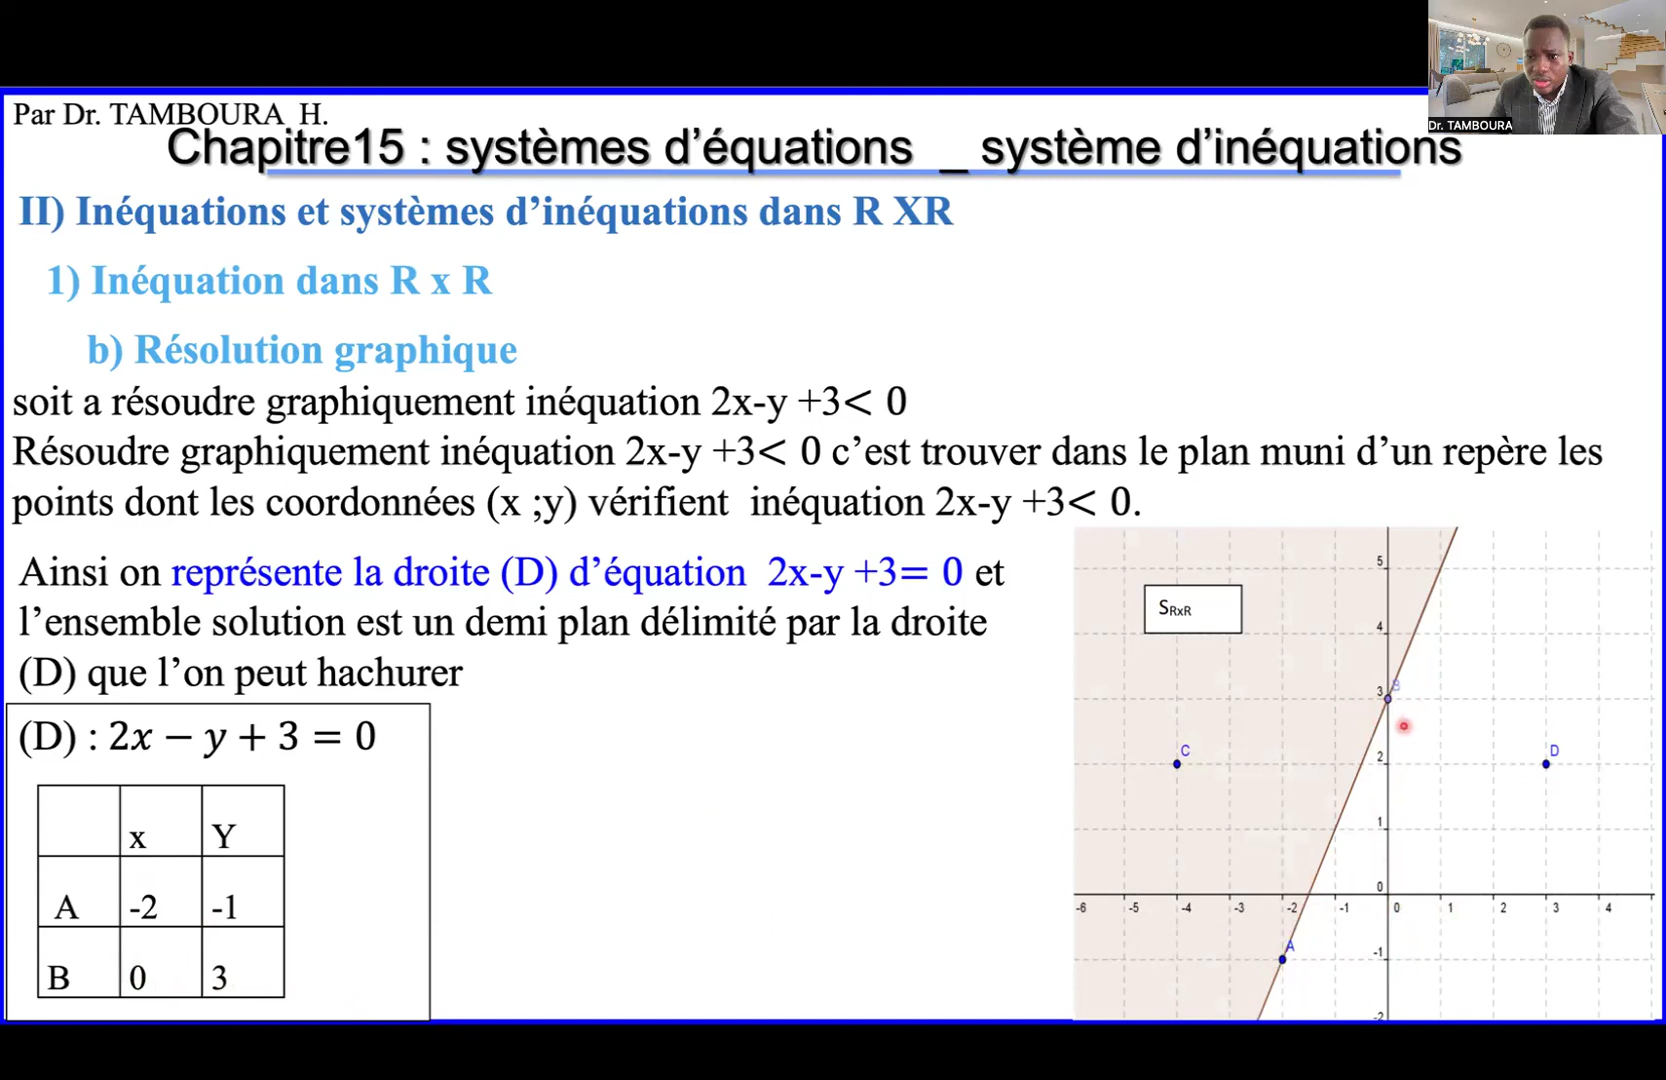 Dr. TAMBOURA
Par Dr. TAMBOURA H.
Chapitre15 : systèmes d’équations _ système d’inéquations
II) Inéquations et systèmes d’inéquations dans R XR
1) Inéquation dans R x R
b) Résolution graphique
soit a résoudre graphiquement inéquation 2x-y +3< 0
Résoudre graphiquement inéquation 2x-y +3< 0 c’est trouver dans le plan muni d’un repère les
points dont les coordonnées (x ;y) vérifient inéquation 2x-y +3< 0.
Ainsi on représente la droite (D) d’équation 2x-y +3= 0 et
l’ensemble solution est un demi plan délimité par la droite
(D) que l’on peut hachurer
(D) : 2x − y + 3 = 0
x Y
A -2 -1
B 0 3
5
SRxR
4
3 B
C 2 D
1
0
-6 -5 -4 -3 -2 -1 0 1 2 3 4
A -1
-2